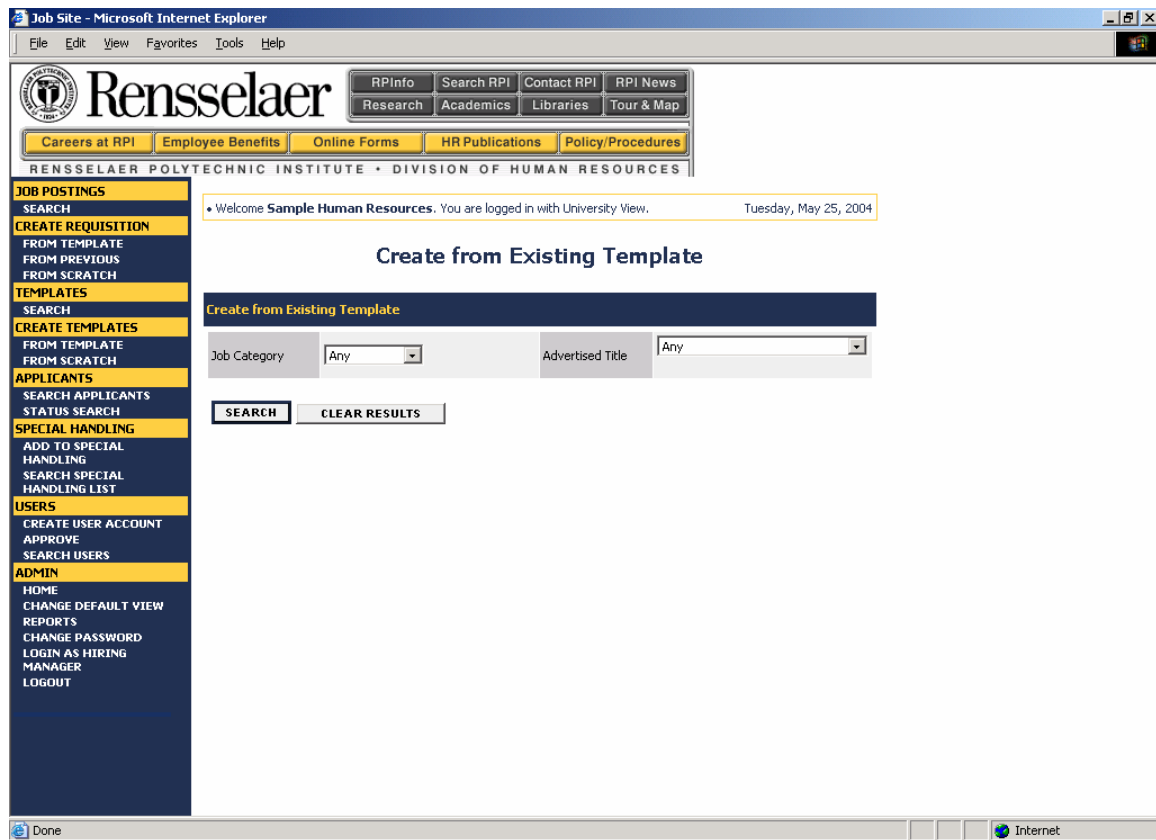 Job Site - Microsoft Internet Explorer
File Edit View Favorites Tools Help
Rensselaer
RPInfo Search RPI Contact RPI RPI News
Research Academics Libraries Tour & Map
Careers at RPI Employee Benefits Online Forms HR Publications Policy/Procedures
RENSSELAER POLYTECHNIC INSTITUTE • DIVISION OF HUMAN RESOURCES
JOB POSTINGS
SEARCH
CREATE REQUISITION
FROM TEMPLATE
FROM PREVIOUS
FROM SCRATCH
TEMPLATES
SEARCH
CREATE TEMPLATES
FROM TEMPLATE
FROM SCRATCH
APPLICANTS
SEARCH APPLICANTS
STATUS SEARCH
SPECIAL HANDLING
ADD TO SPECIAL
HANDLING
SEARCH SPECIAL
HANDLING LIST
USERS
CREATE USER ACCOUNT
APPROVE
SEARCH USERS
ADMIN
HOME
CHANGE DEFAULT VIEW
REPORTS
CHANGE PASSWORD
LOGIN AS HIRING
MANAGER
LOGOUT
• Welcome Sample Human Resources. You are logged in with University View. Tuesday, May 25, 2004
Create from Existing Template
Create from Existing Template
Job Category Any Advertised Title Any
SEARCH CLEAR RESULTS
Done Internet